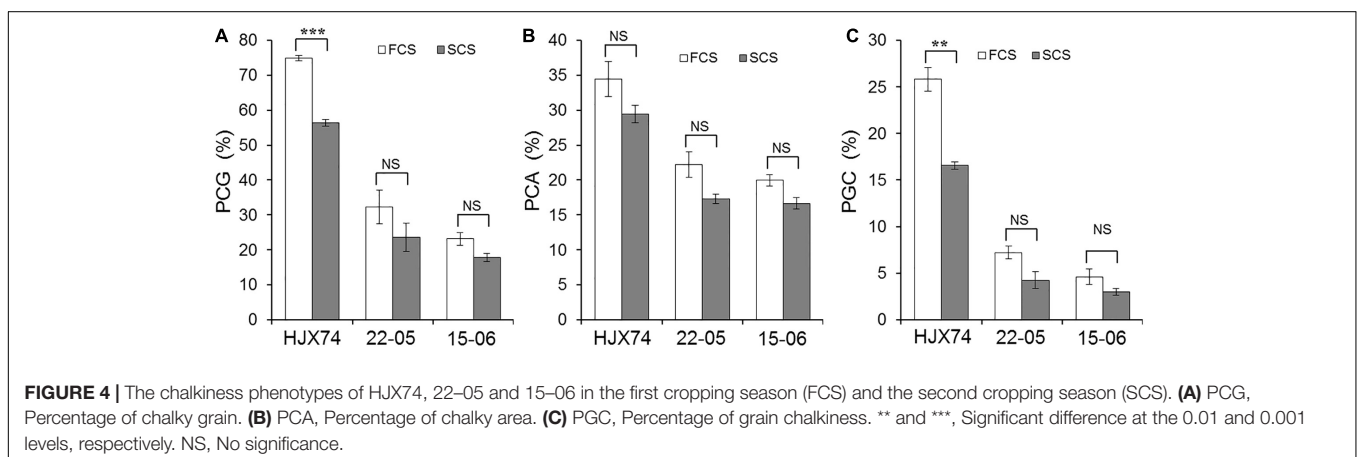 A
***
FCS SCS
PCG (%)
80
70
60
50
40
30
20
10
0
NS
NS
HJX74 22-05 15-06
B
NS
FCS SCS
PCA (%)
40
35
30
25
20
15
10
5
0
NS
NS
HJX74 22-05 15-06
C
**
FCS SCS
PGC (%)
30
25
20
15
10
5
0
NS
NS
HJX74 22-05 15-06
FIGURE 4 | The chalkiness phenotypes of HJX74, 22–05 and 15–06 in the first cropping season (FCS) and the second cropping season (SCS). (A) PCG,
Percentage of chalky grain. (B) PCA, Percentage of chalky area. (C) PGC, Percentage of grain chalkiness. ** and ***, Significant difference at the 0.01 and 0.001
levels, respectively. NS, No significance.